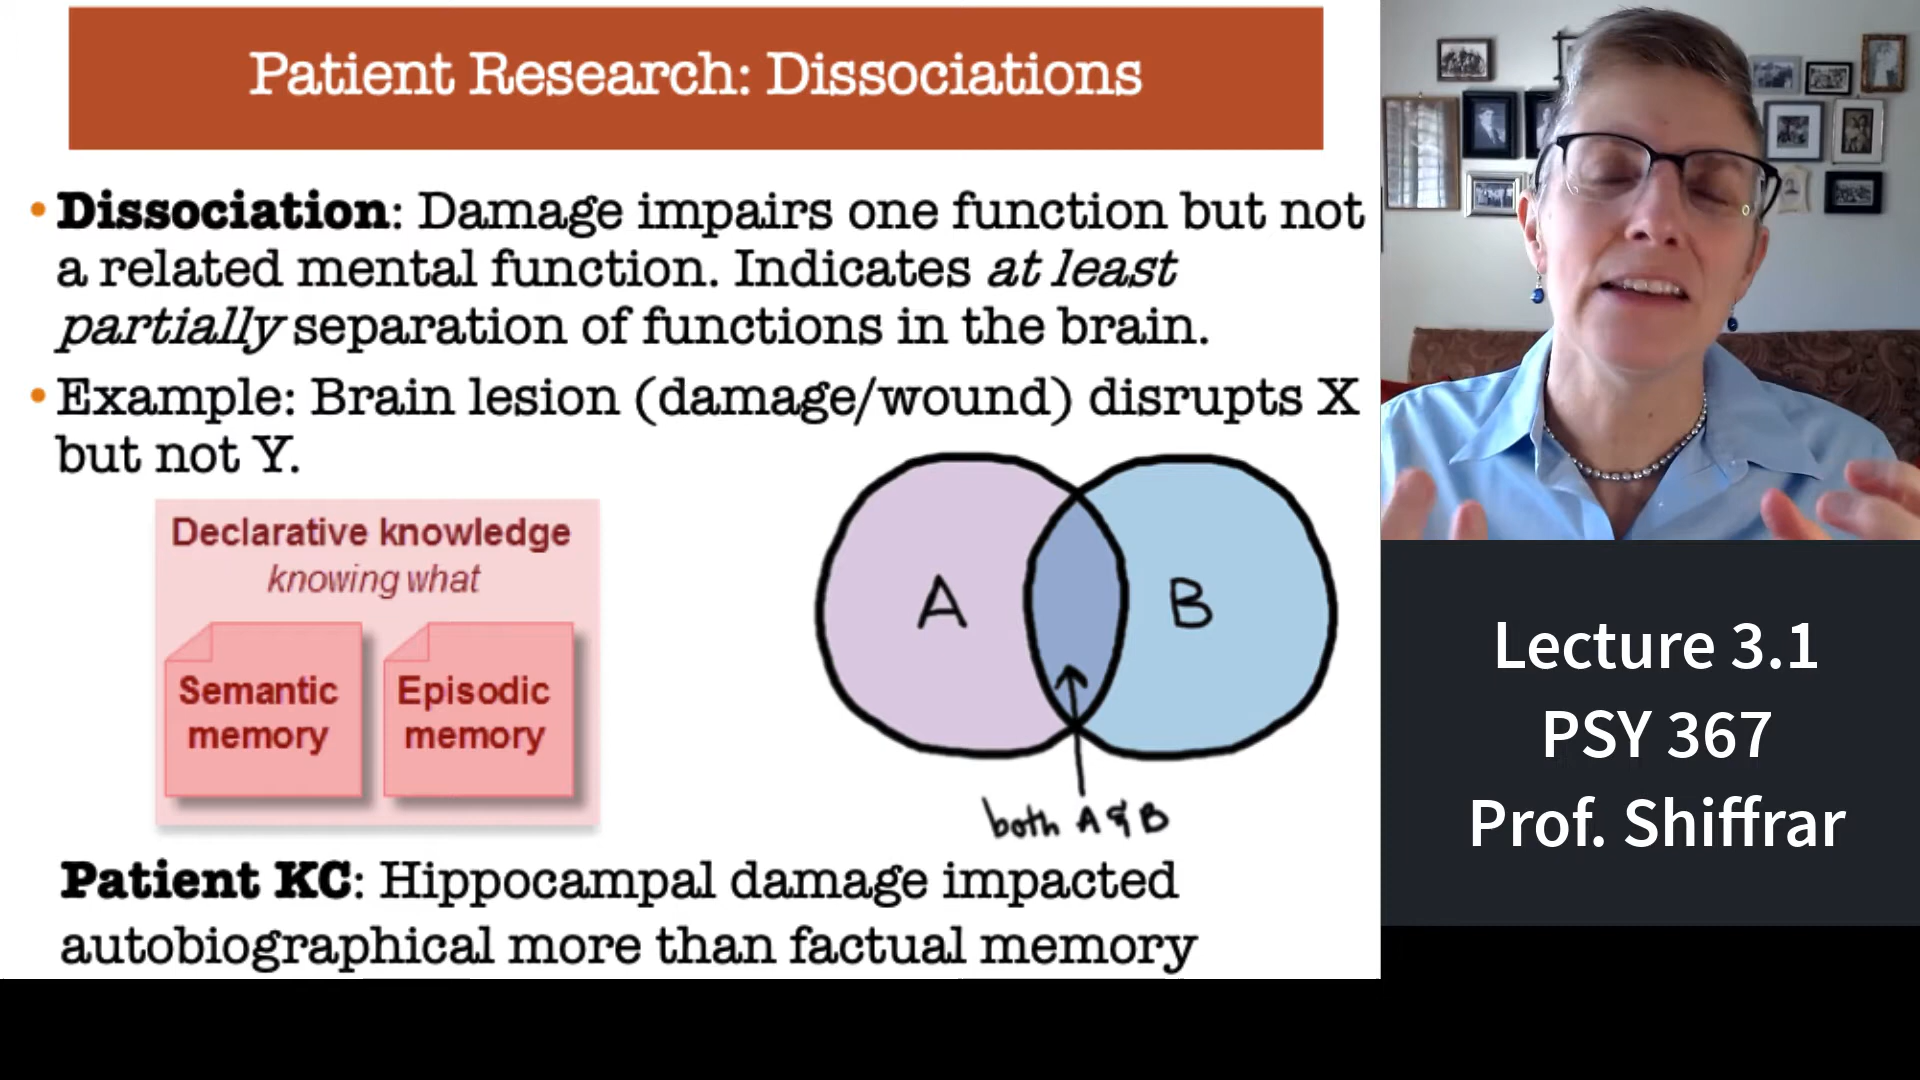 Patient Research: Dissociations
• Dissociation: Damage impairs one function but not
a related mental function. Indicates at least
partially separation of functions in the brain.
• Example: Brain lesion (damage/wound) disrupts X
but not Y.
Declarative knowledge
knowing what
Semantic
memory
Episodic
memory
A
B
both A & B
Patient KC: Hippocampal damage impacted
autobiographical more than factual memory
Lecture 3.1
PSY 367
Prof. Shiffrar